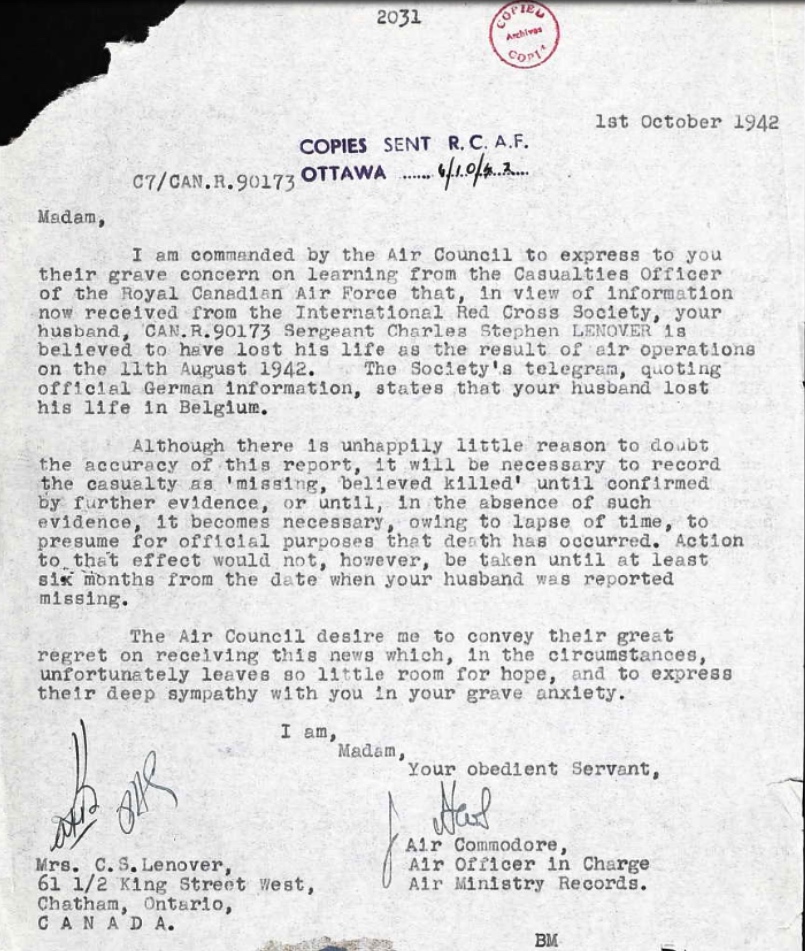 2031
COPIED
Archives
1st October 1942
COPIES SENT R.C.A.F.
OTTAWA ...... 6/10/42....
C7/CAN.R.90173
Madam,
I am commanded by the Air Council to express to you
their grave concern on learning from the Casualties Officer
of the Royal Canadian Air Force that, in view of information
now received from the International Red Cross Society, your
husband, CAN.R.90173 Sergeant Charles Stephen LENOVER is
believed to have lost his life as the result of air operations
on the 11th August 1942. The Society's telegram, quoting
official German information, states that your husband lost
his life in Belgium.
Although there is unhappily little reason to doubt
the accuracy of this report, it will be necessary to record
the casualty as 'missing, believed killed' until confirmed
by further evidence, or until, in the absence of such
evidence, it becomes necessary, owing to lapse of time, to
presume for official purposes that death has occurred. Action
to that effect would not, however, be taken until at least
six months from the date when your husband was reported
missing.
The Air Council desire me to convey their great
regret on receiving this news which, in the circumstances,
unfortunately leaves so little room for hope, and to express
their deep sympathy with you in your grave anxiety.
I am,
Madam,
Your obedient Servant,
Air Commodore,
Air Officer in Charge
Air Ministry Records.
Mrs. C.S.Lenover,
61 1/2 King Street West,
Chatham, Ontario,
C A N A D A.
BM